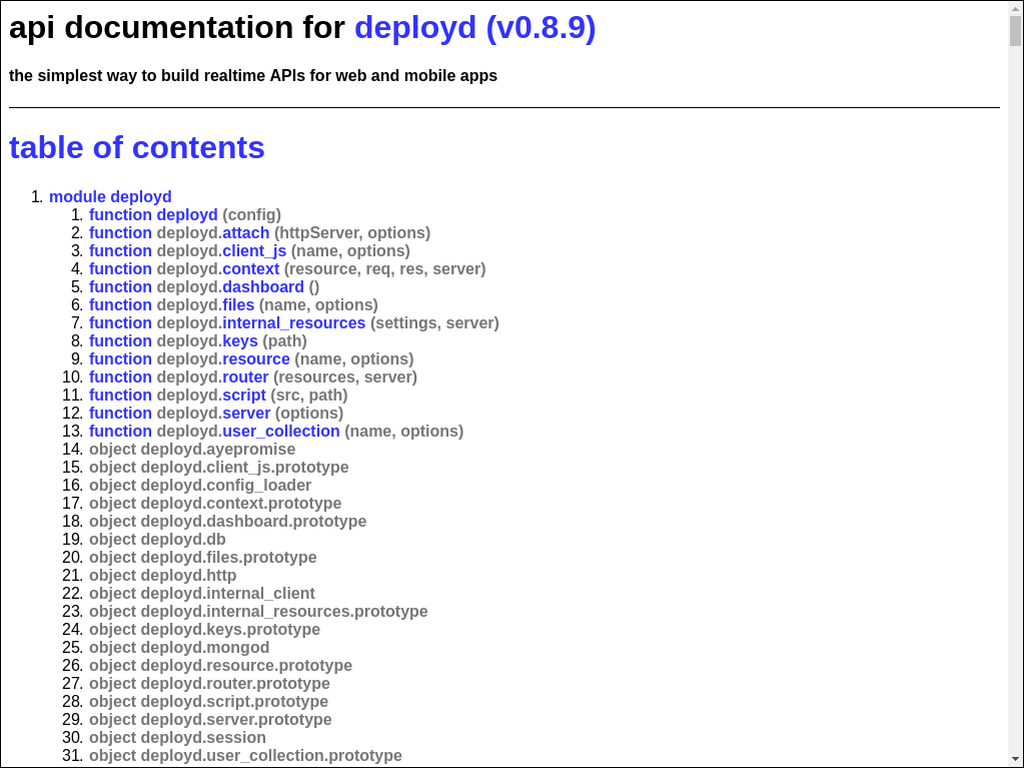 api documentation for deployd (v0.8.9)
the simplest way to build realtime APIs for web and mobile apps
table of contents
1. module deployd
1. function deployd (config)
2. function deployd.attach (httpServer, options)
3. function deployd.client_js (name, options)
4. function deployd.context (resource, req, res, server)
5. function deployd.dashboard ()
6. function deployd.files (name, options)
7. function deployd.internal_resources (settings, server)
8. function deployd.keys (path)
9. function deployd.resource (name, options)
10. function deployd.router (resources, server)
11. function deployd.script (src, path)
12. function deployd.server (options)
13. function deployd.user_collection (name, options)
14. object deployd.ayepromise
15. object deployd.client_js.prototype
16. object deployd.config_loader
17. object deployd.context.prototype
18. object deployd.dashboard.prototype
19. object deployd.db
20. object deployd.files.prototype
21. object deployd.http
22. object deployd.internal_client
23. object deployd.internal_resources.prototype
24. object deployd.keys.prototype
25. object deployd.mongod
26. object deployd.resource.prototype
27. object deployd.router.prototype
28. object deployd.script.prototype
29. object deployd.server.prototype
30. object deployd.session
31. object deployd.user_collection.prototype